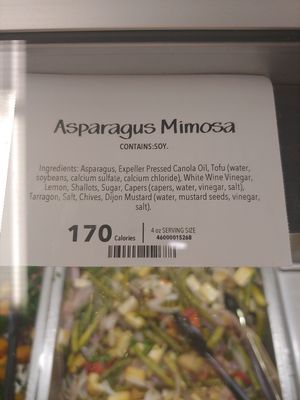 Asparagus Mimosa
CONTAINS: SOY.
Ingredients: Asparagus, Expeller Pressed Canola Oil, Tofu (water,
soybeans, calcium sulfate, calcium chloride), White Wine Vinegar,
Lemon, Shallots, Sugar, Capers (capers, water, vinegar, salt),
Tarragon, Salt, Chives, Dijon Mustard (water, mustard seeds, vinegar,
salt).
170 Calories
4 oz SERVING SIZE
46000015268